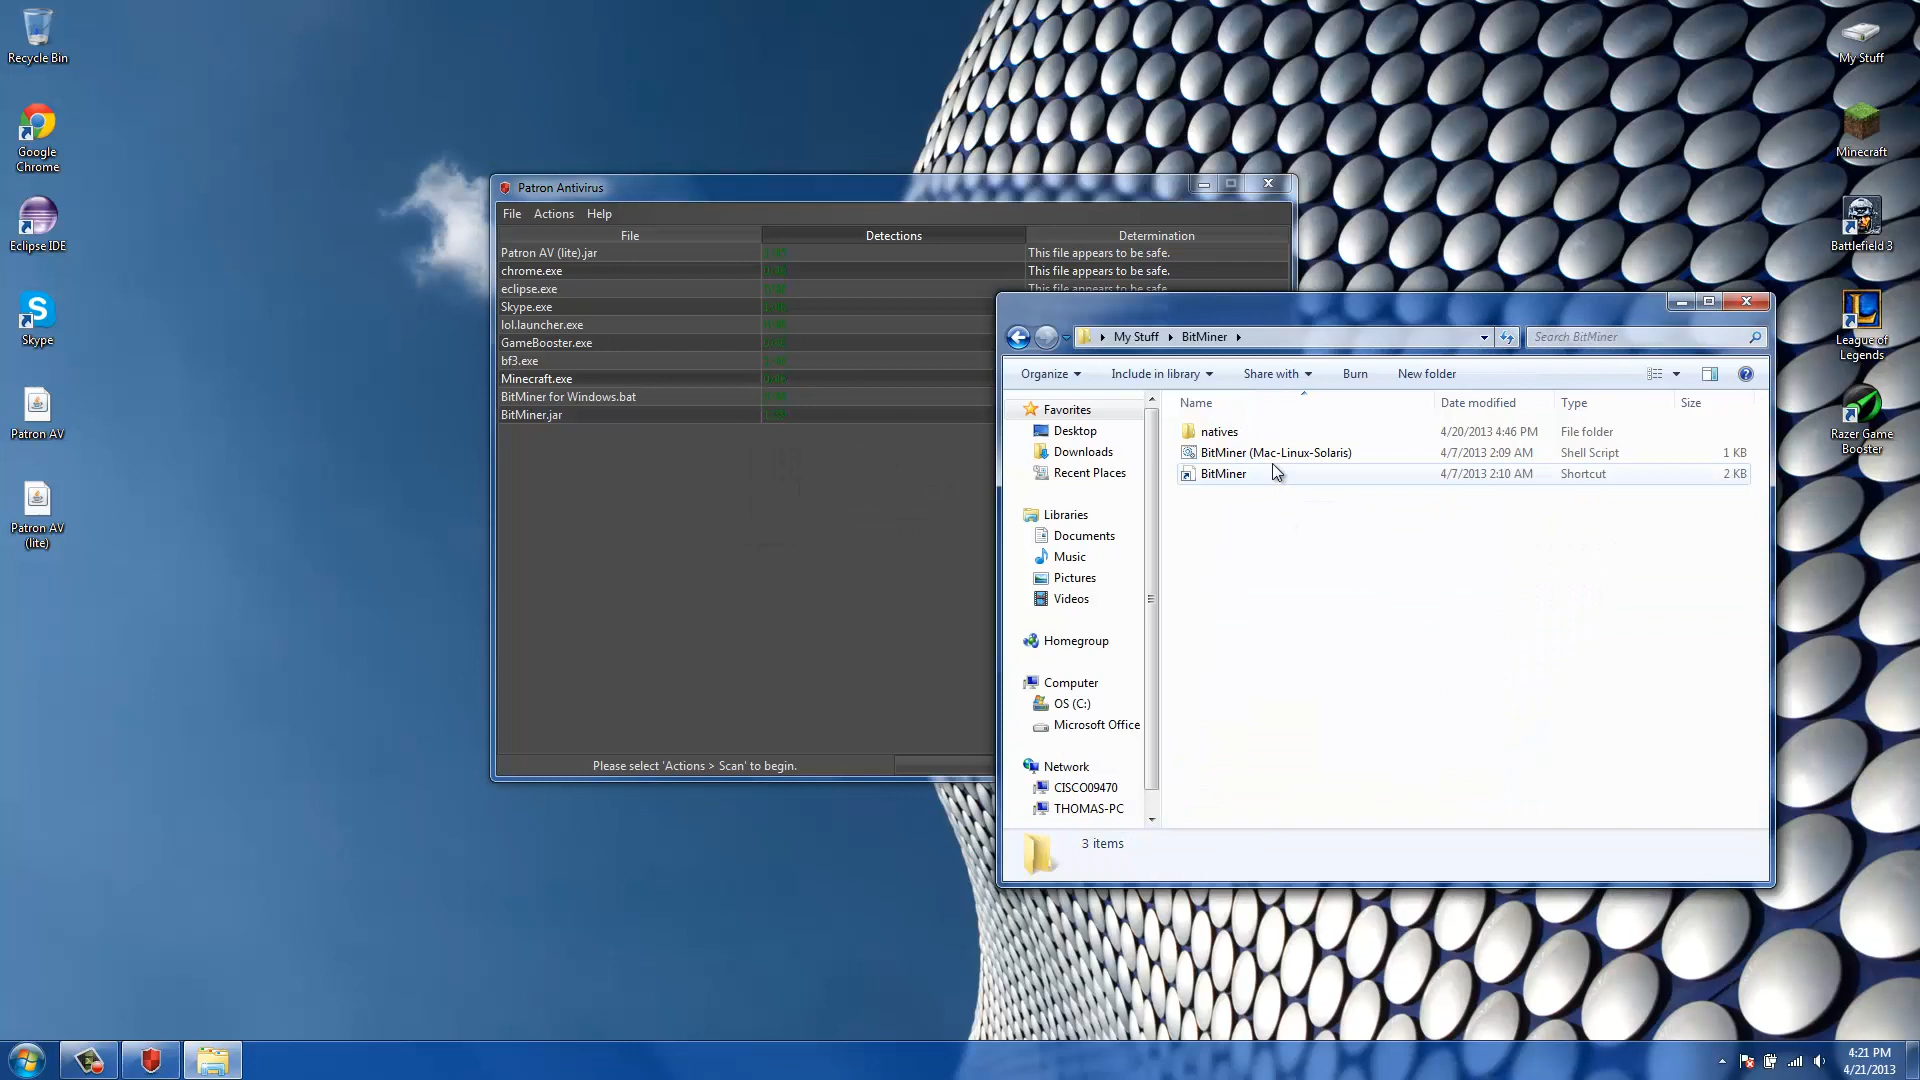 Recycle Bin
Google
Chrome
Eclipse IDE
Skype
Patron AV
Patron AV
(lite)
My Stuff
Minecraft
Battlefield 3
League of
Legends
Razer Game
Booster
Patron Antivirus
File Actions Help
File Detections Determination
Patron AV (lite).jar This file appears to be safe.
chrome.exe This file appears to be safe.
eclipse.exe This file appears to be safe.
Skype.exe
lol.launcher.exe
GameBooster.exe
bf3.exe
Minecraft.exe
BitMiner for Windows.bat
BitMiner.jar
Please select 'Actions > Scan' to begin.
My Stuff BitMiner
Search BitMiner
Organize Include in library Share with Burn New folder
Favorites
Desktop
Downloads
Recent Places
Libraries
Documents
Music
Pictures
Videos
Homegroup
Computer
OS (C:)
Microsoft Office
Network
CISCO09470
THOMAS-PC
Name Date modified Type Size
natives 4/20/2013 4:46 PM File folder
BitMiner (Mac-Linux-Solaris) 4/7/2013 2:09 AM Shell Script 1 KB
BitMiner 4/7/2013 2:10 AM Shortcut 2 KB
3 items
4:21 PM
4/21/2013